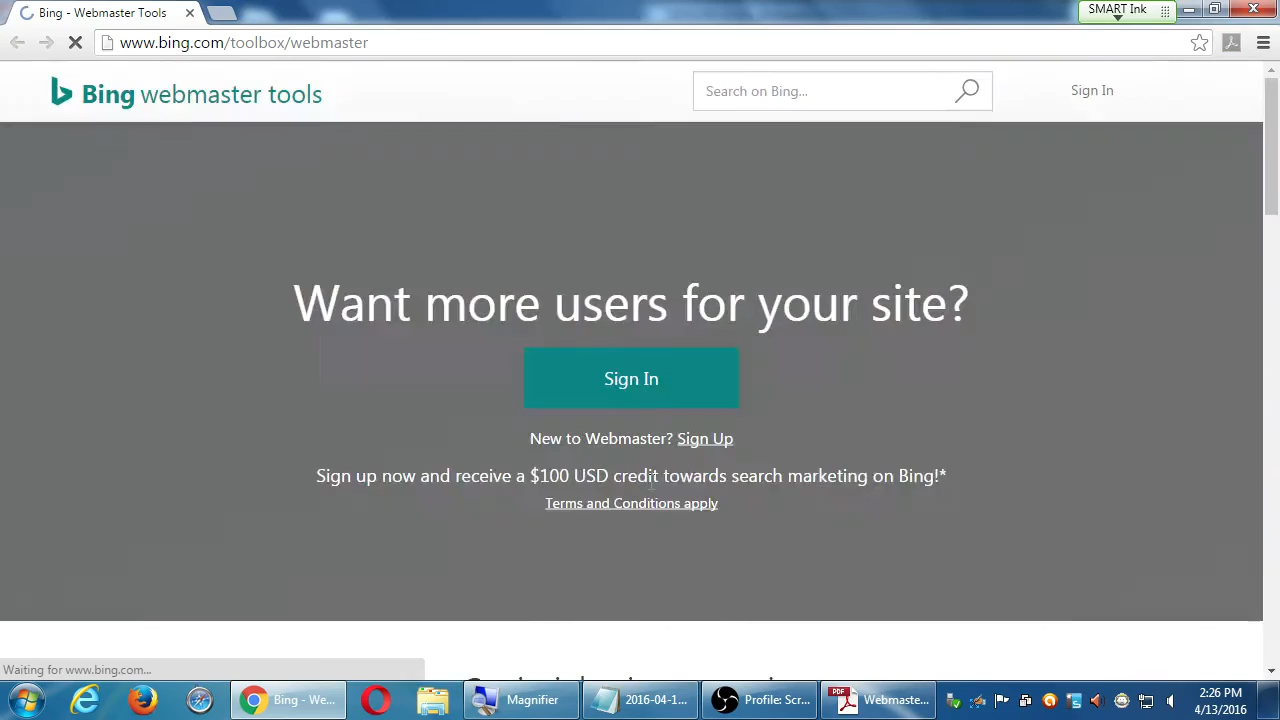 Bing - Webmaster Tools
SMART Ink
www.bing.com/toolbox/webmaster
Bing webmaster tools
Search on Bing...
Sign In
Want more users for your site?
Sign In
New to Webmaster? Sign Up
Sign up now and receive a $100 USD credit towards search marketing on Bing!*
Terms and Conditions apply
Waiting for www.bing.com...
Bing - We...
Magnifier
2016-04-1...
Profile: Scr...
PDF
Webmaste...
2:26 PM
4/13/2016